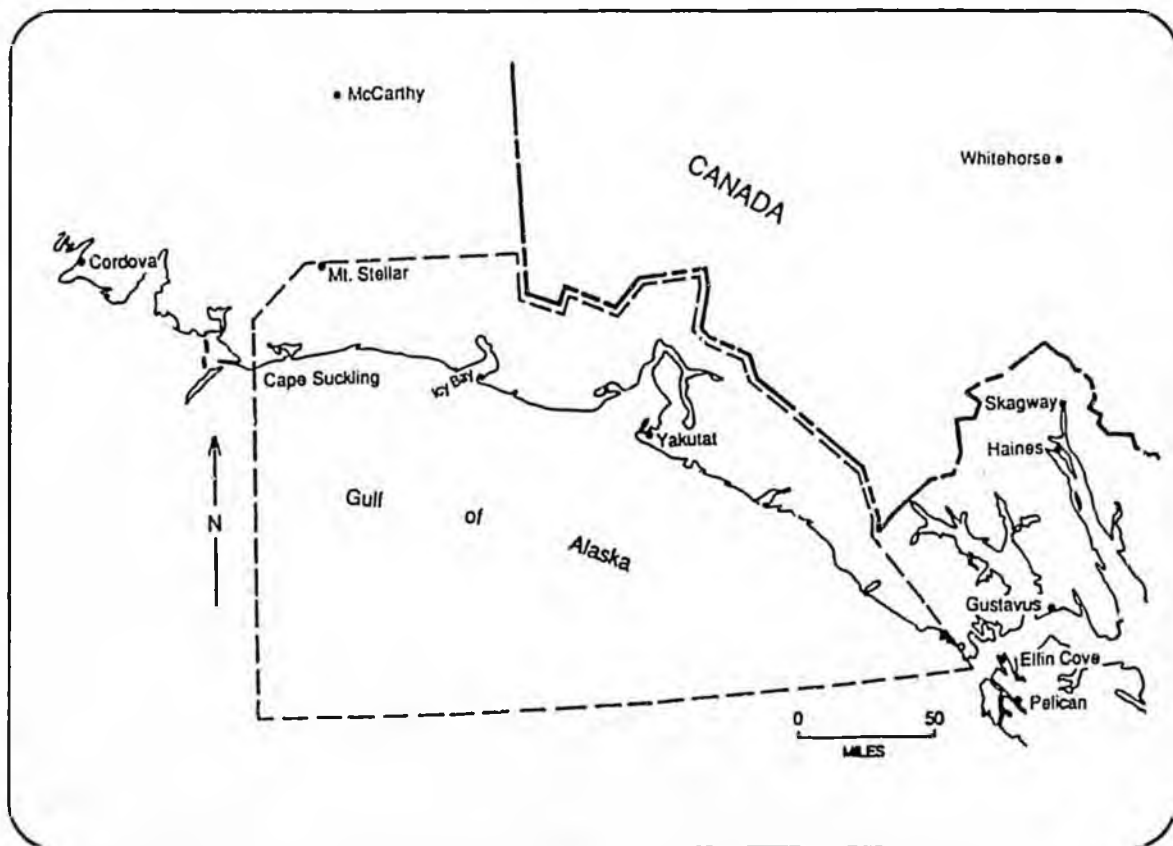 McCarthy
CANADA
Whitehorse
Cordova
Mt. Stellar
Cape Suckling
Icy Bay
Skagway
Haines
Yakutat
N
Gulf of Alaska
Gustavus
Elfin Cove
Pelican
0 50
MILES